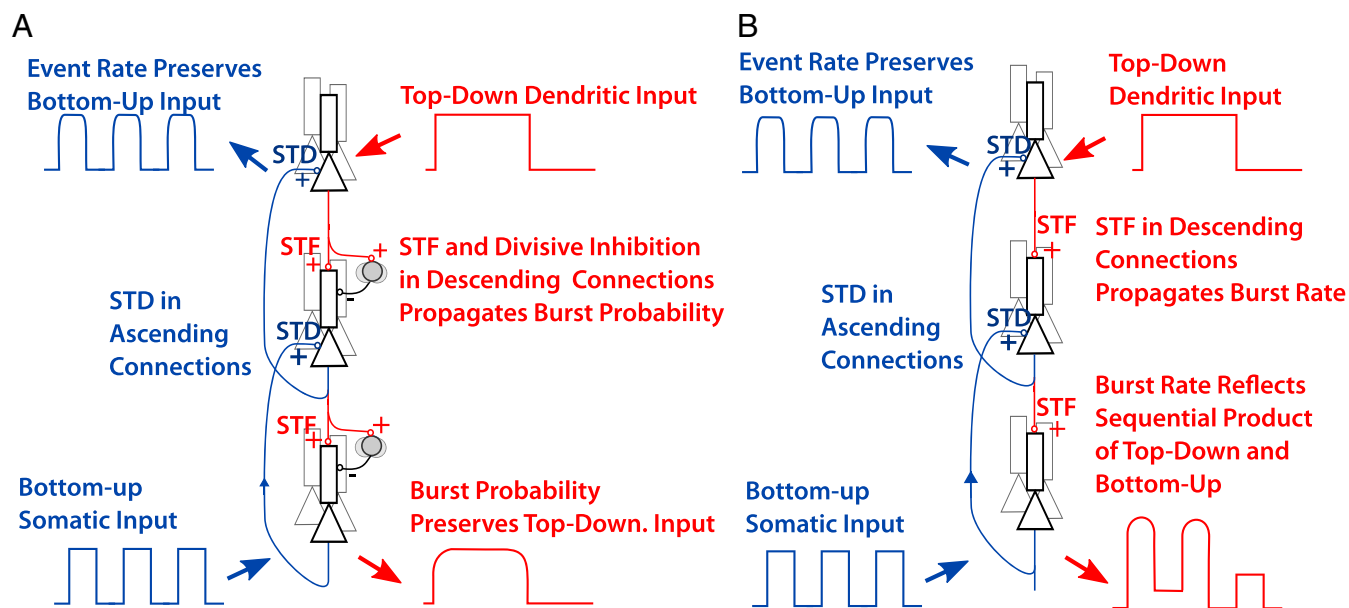 A
Event Rate Preserves
Bottom-Up Input
Top-Down Dendritic Input
STD
+
STF
+
+
-
STF and Divisive Inhibition
in Descending Connections
Propagates Burst Probability
STD in
Ascending
Connections
STD
+
STF
+
+
-
Bottom-up
Somatic Input
Burst Probability
Preserves Top-Down. Input
B
Event Rate Preserves
Bottom-Up Input
Top-Down
Dendritic Input
STD
+
STF
+
STF in Descending
Connections
Propagates Burst Rate
STD in
Ascending
Connections
STD
+
STF
+
Burst Rate Reflects
Sequential Product
of Top-Down and
Bottom-Up
Bottom-up
Somatic Input